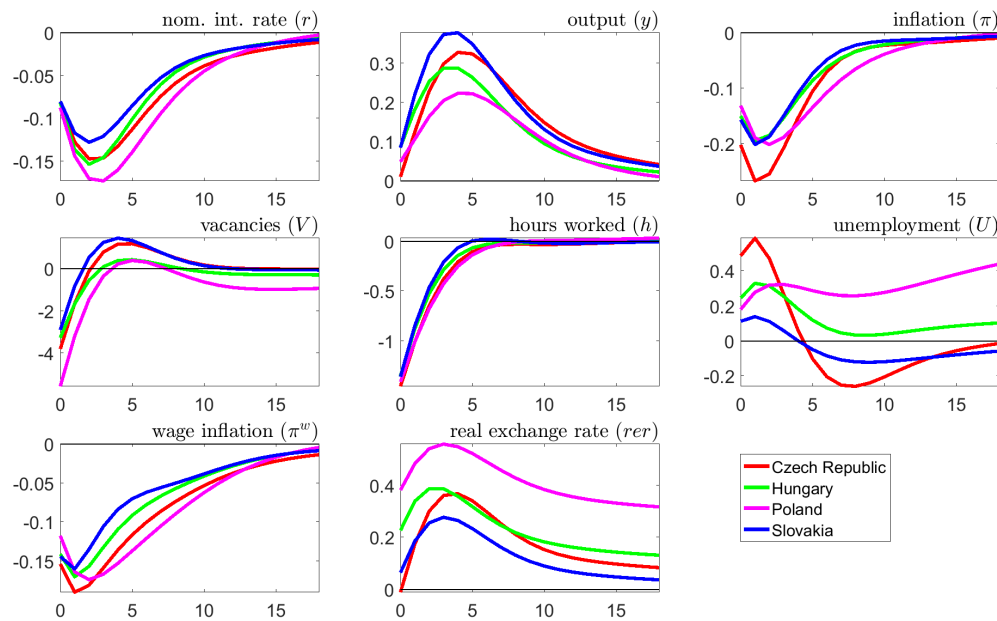 nom. int. rate (r)
0
-0.05
-0.1
-0.15
0 5 10 15
output (y)
0.3
0.2
0.1
0
0 5 10 15
inflation (π)
0
-0.1
-0.2
0 5 10 15
vacancies (V)
0
-2
-4
0 5 10 15
hours worked (h)
0
-0.5
-1
0 5 10 15
unemployment (U)
0.4
0.2
0
-0.2
0 5 10 15
wage inflation (π^w)
0
-0.05
-0.1
-0.15
0 5 10 15
real exchange rate (rer)
0.4
0.2
0
0 5 10 15
Czech Republic
Hungary
Poland
Slovakia